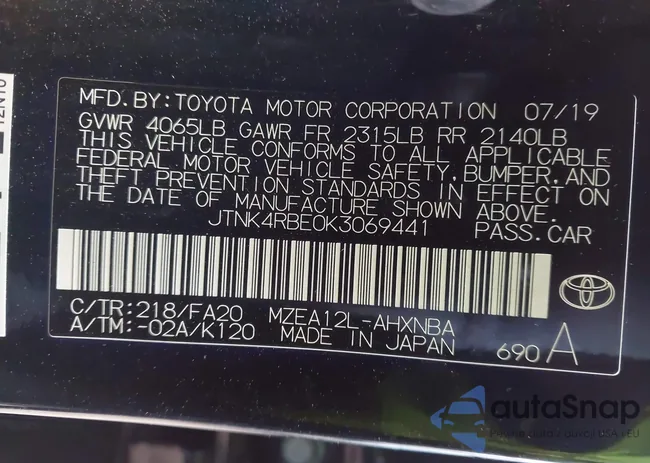 MFD.BY:TOYOTA MOTOR CORPORATION 07/19
GVWR 4065LB GAWR FR 2315LB RR 2140LB
THIS VEHICLE CONFORMS TO ALL APPLICABLE
FEDERAL MOTOR VEHICLE SAFETY,BUMPER,AND
THEFT PREVENTION STANDARDS IN EFFECT ON
THE DATE OF MANUFACTURE SHOWN ABOVE.
JTNK4RBE0K3069441 PASS.CAR
C/TR:218/FA20 MZEA12L-AHXNBA
A/TM:-02A/K120 MADE IN JAPAN
690 A
autaSnap